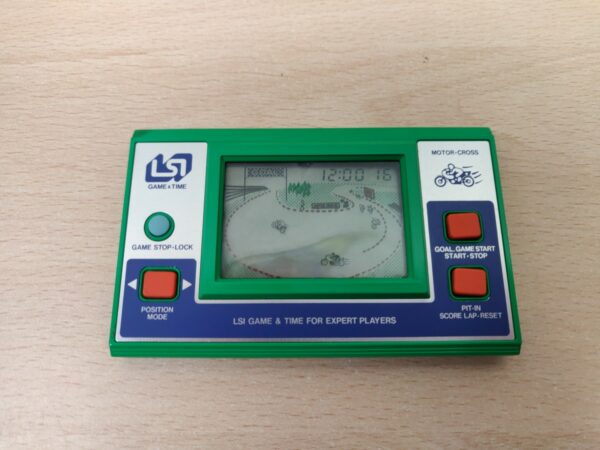 LSI
GAME & TIME
GAME STOP-LOCK
POSITION
MODE
12:00 16
MOTOR-CROSS
GOAL. GAME START
START-STOP
PIT-IN
SCORE LAP-RESET
LSI GAME & TIME FOR EXPERT PLAYERS